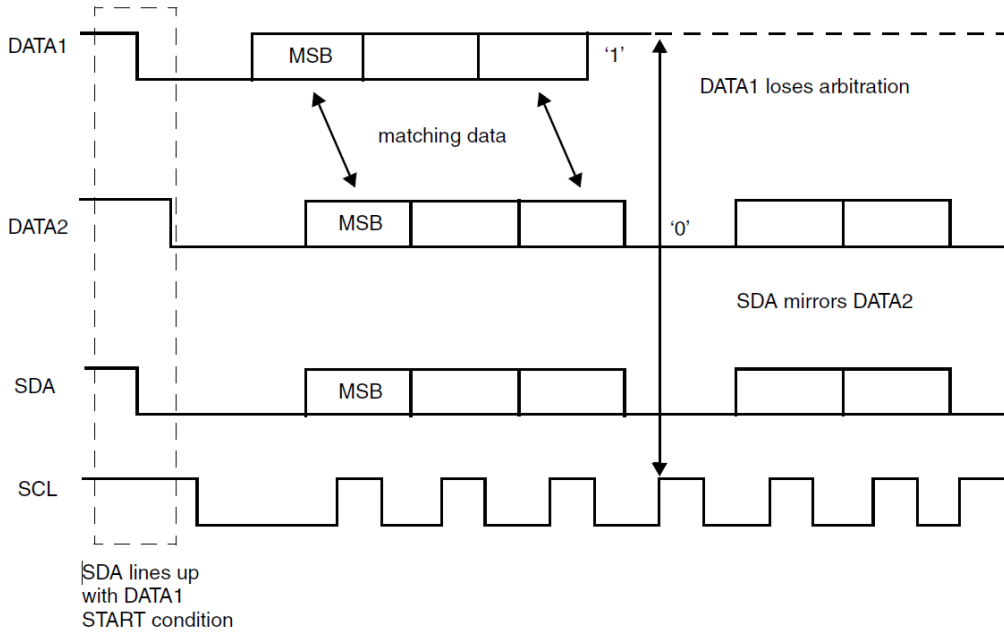 DATA1
MSB
‘1’
DATA1 loses arbitration
matching data
DATA2
MSB
‘0’
SDA mirrors DATA2
SDA
MSB
SCL
SDA lines up
with DATA1
START condition